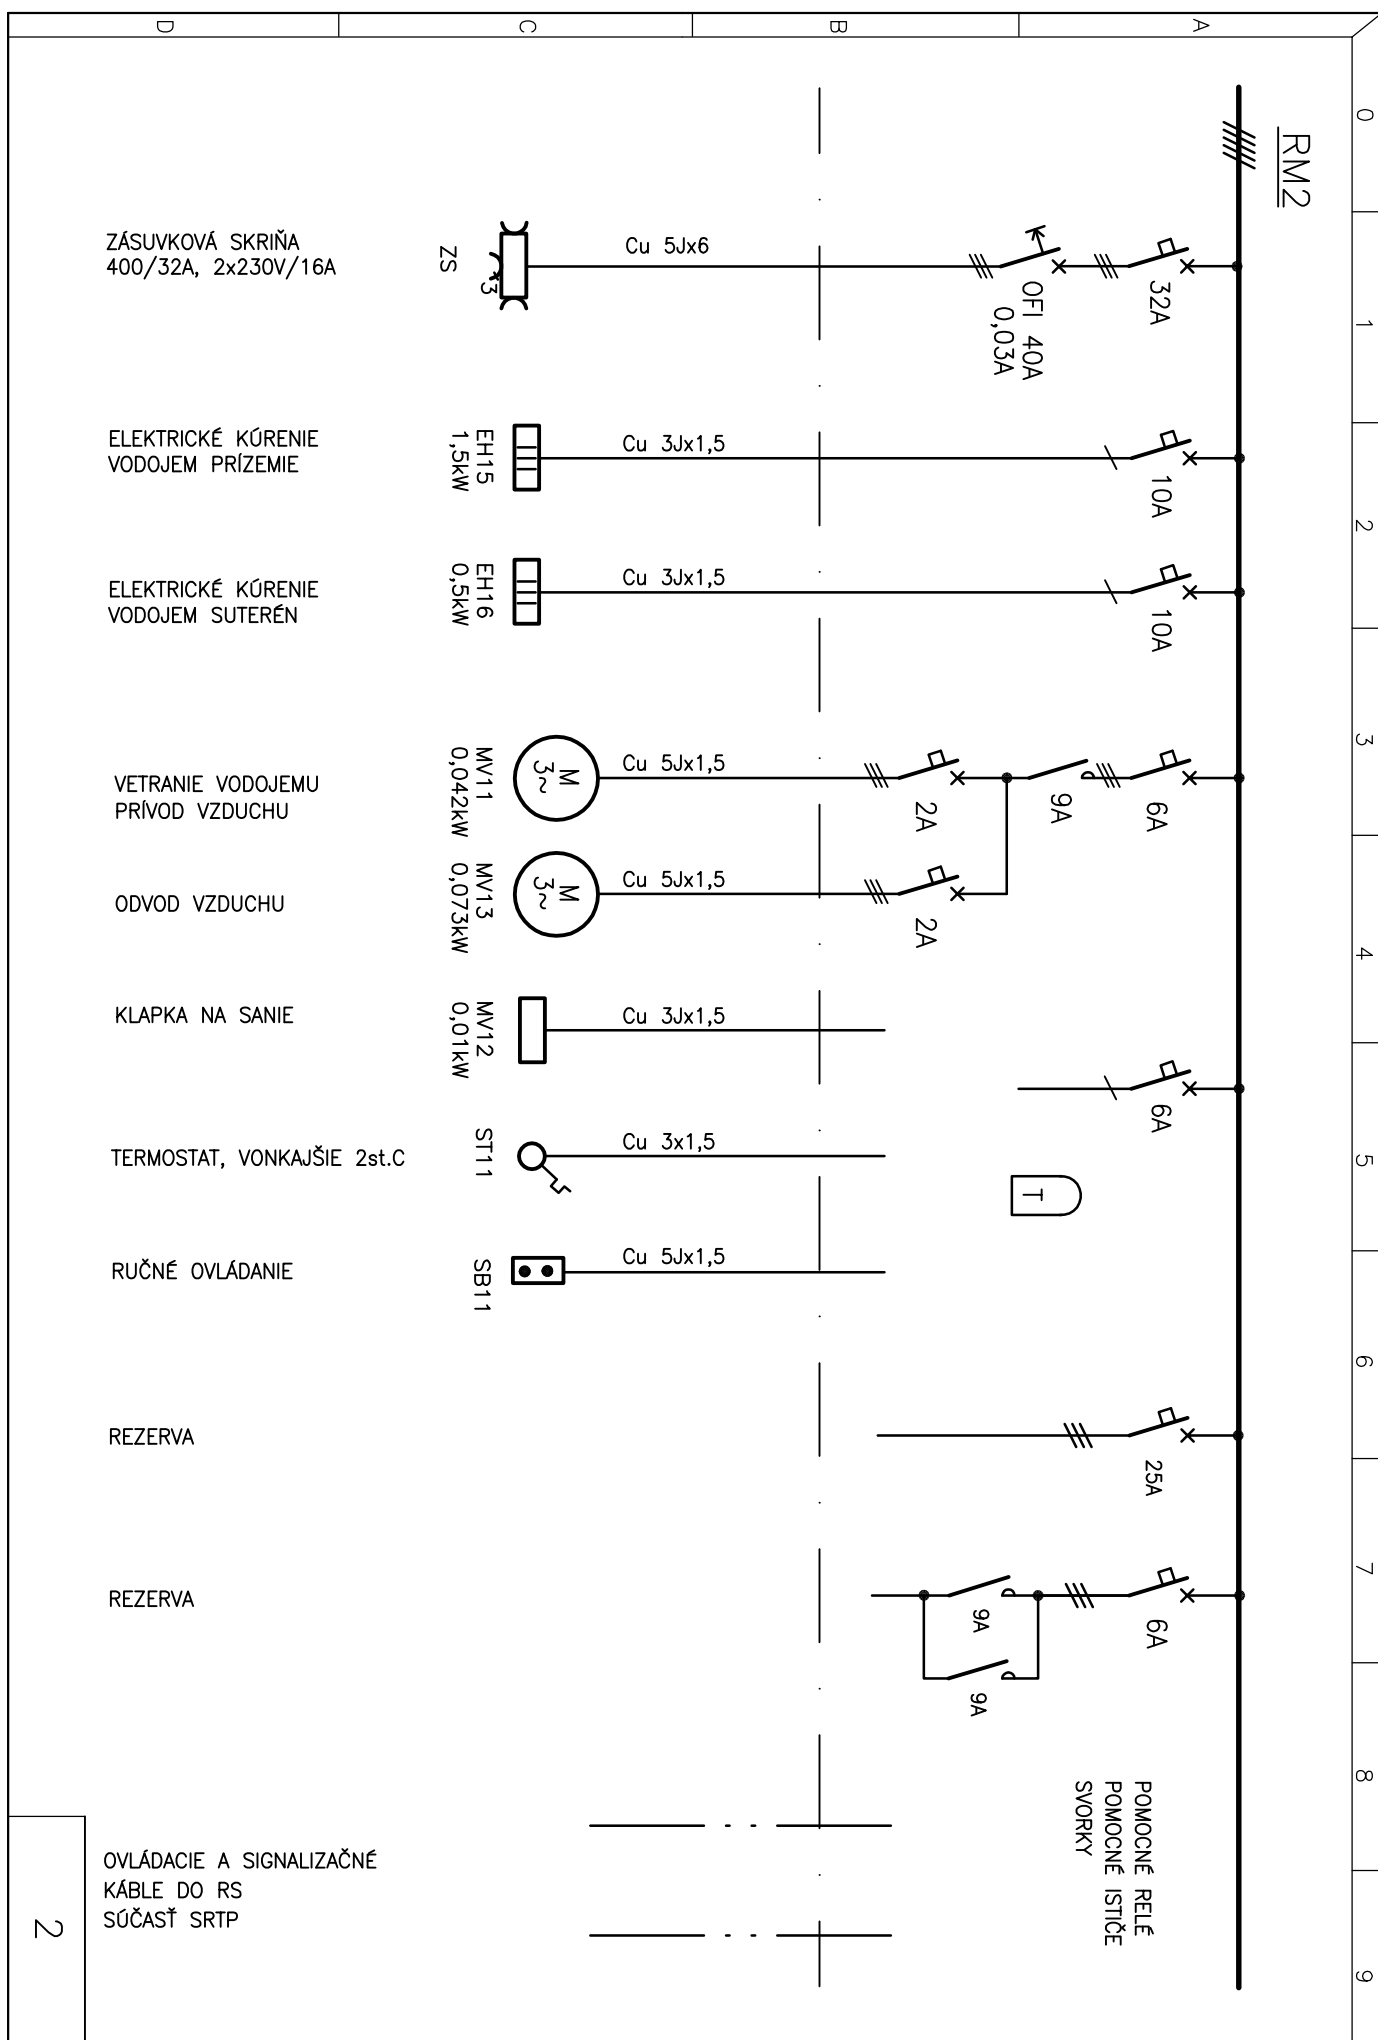 D
C
B
A
0
1
2
3
4
5
6
7
8
9
RM2
ZÁSUVKOVÁ SKRIŇA
400/32A, 2x230V/16A
ZS
x3
Cu 5Jx6
OFI 40A
0,03A
32A
ELEKTRICKÉ KÚRENIE
VODOJEM PRÍZEMIE
EH15
1,5kW
Cu 3Jx1,5
10A
ELEKTRICKÉ KÚRENIE
VODOJEM SUTERÉN
EH16
0,5kW
Cu 3Jx1,5
10A
VETRANIE VODOJEMU
PRÍVOD VZDUCHU
MV11
0,042kW
M
3~
Cu 5Jx1,5
2A
9A
6A
ODVOD VZDUCHU
MV13
0,073kW
M
3~
Cu 5Jx1,5
2A
KLAPKA NA SANIE
MV12
0,01kW
Cu 3Jx1,5
6A
TERMOSTAT, VONKAJŠIE 2st.C
ST11
Cu 3x1,5
T
RUČNÉ OVLÁDANIE
SB11
Cu 5Jx1,5
REZERVA
25A
REZERVA
9A
9A
6A
POMOCNÉ RELÉ
POMOCNÉ ISTIČE
SVORKY
OVLÁDACIE A SIGNALIZAČNÉ
KÁBLE DO RS
SÚČASŤ SRTP
2